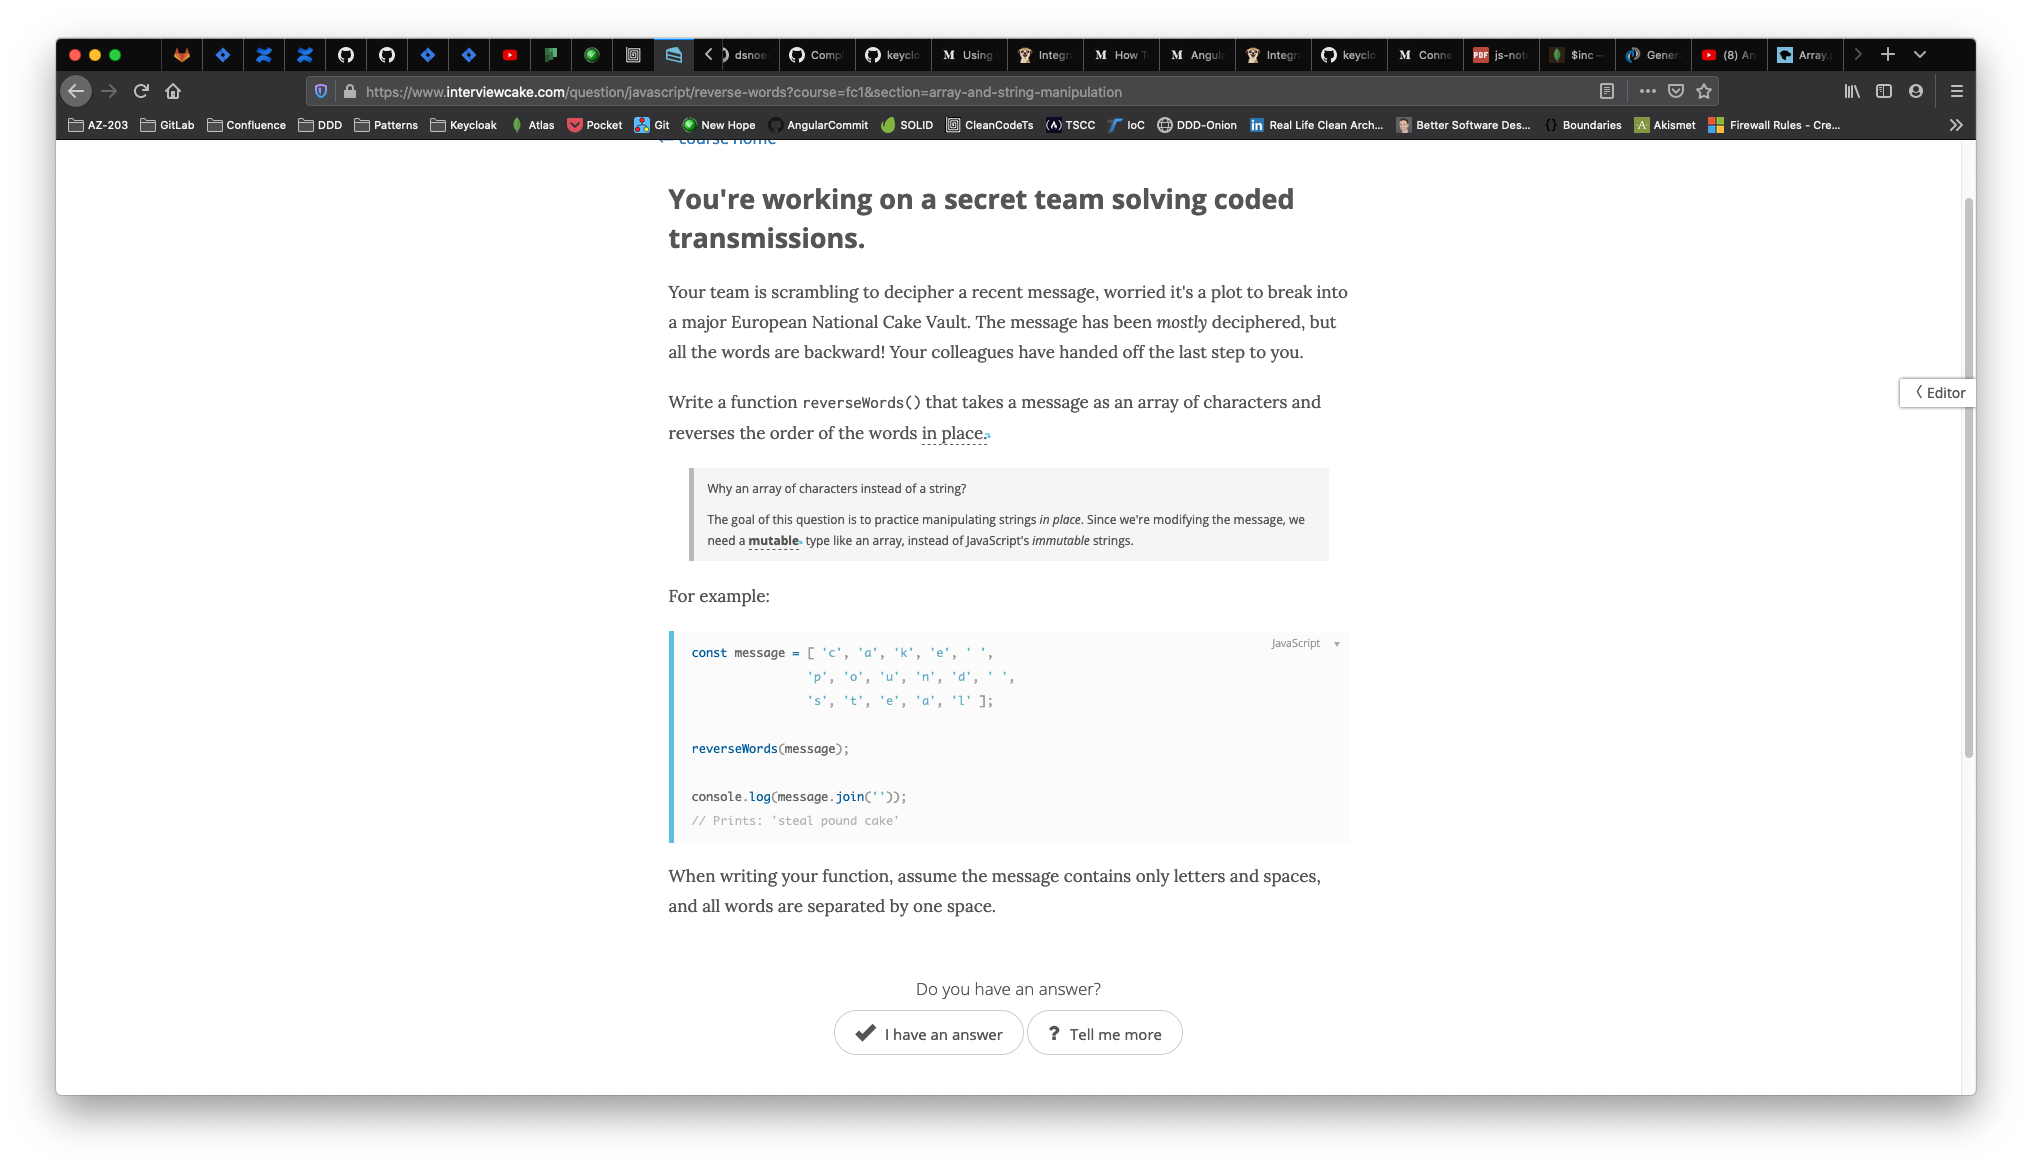 dsnoe
Comp
keyclo
Using
Integr
How T
Angul
Integr
keyclo
Conne
js-not
$inc –
Gener
(8) An
Array.
https://www.interviewcake.com/question/javascript/reverse-words?course=fc1&section=array-and-string-manipulation
AZ-203 GitLab Confluence DDD Patterns Keycloak Atlas Pocket Git New Hope AngularCommit SOLID CleanCodeTs TSCC IoC DDD-Onion Real Life Clean Arch... Better Software Des... Boundaries Akismet Firewall Rules - Cre...
← course home
You're working on a secret team solving coded
transmissions.
Your team is scrambling to decipher a recent message, worried it's a plot to break into
a major European National Cake Vault. The message has been mostly deciphered, but
all the words are backward! Your colleagues have handed off the last step to you.
Editor
Write a function reverseWords() that takes a message as an array of characters and
reverses the order of the words in place.
Why an array of characters instead of a string?
The goal of this question is to practice manipulating strings in place. Since we're modifying the message, we
need a mutable type like an array, instead of JavaScript's immutable strings.
For example:
JavaScript
const message = [ 'c', 'a', 'k', 'e', ' ',
'p', 'o', 'u', 'n', 'd', ' ',
's', 't', 'e', 'a', 'l' ];
reverseWords(message);
console.log(message.join(''));
// Prints: 'steal pound cake'
When writing your function, assume the message contains only letters and spaces,
and all words are separated by one space.
Do you have an answer?
I have an answer
? Tell me more